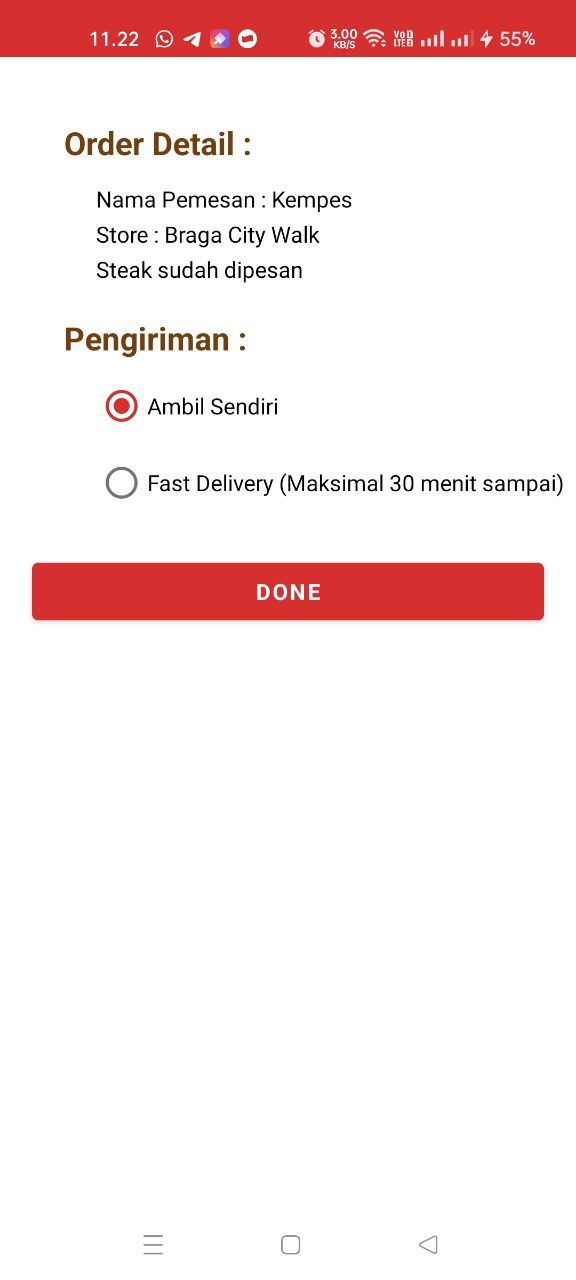 11.22
3.00
KB/S
55%
Order Detail :
Nama Pemesan : Kempes
Store : Braga City Walk
Steak sudah dipesan
Pengiriman :
Ambil Sendiri
Fast Delivery (Maksimal 30 menit sampai)
DONE